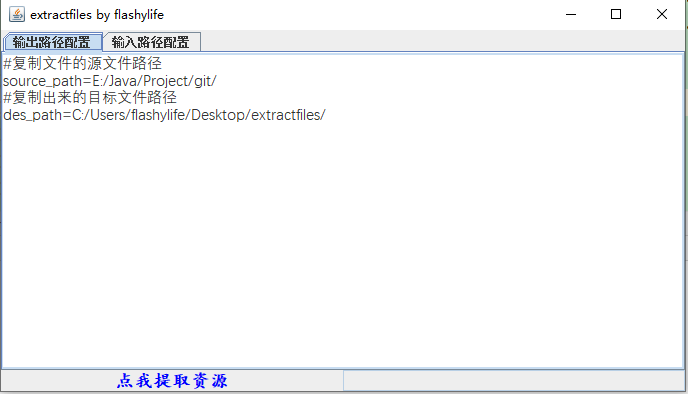 extractfiles by flashylife
输出路径配置 输入路径配置
#复制文件的源文件路径
source_path=E:/Java/Project/git/
#复制出来的目标文件路径
des_path=C:/Users/flashylife/Desktop/extractfiles/
点我提取资源